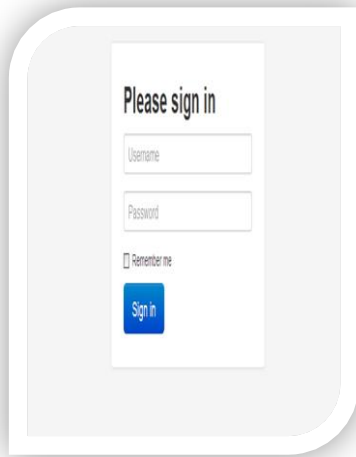 Please sign in
Username
Password
Remember me
Sign in